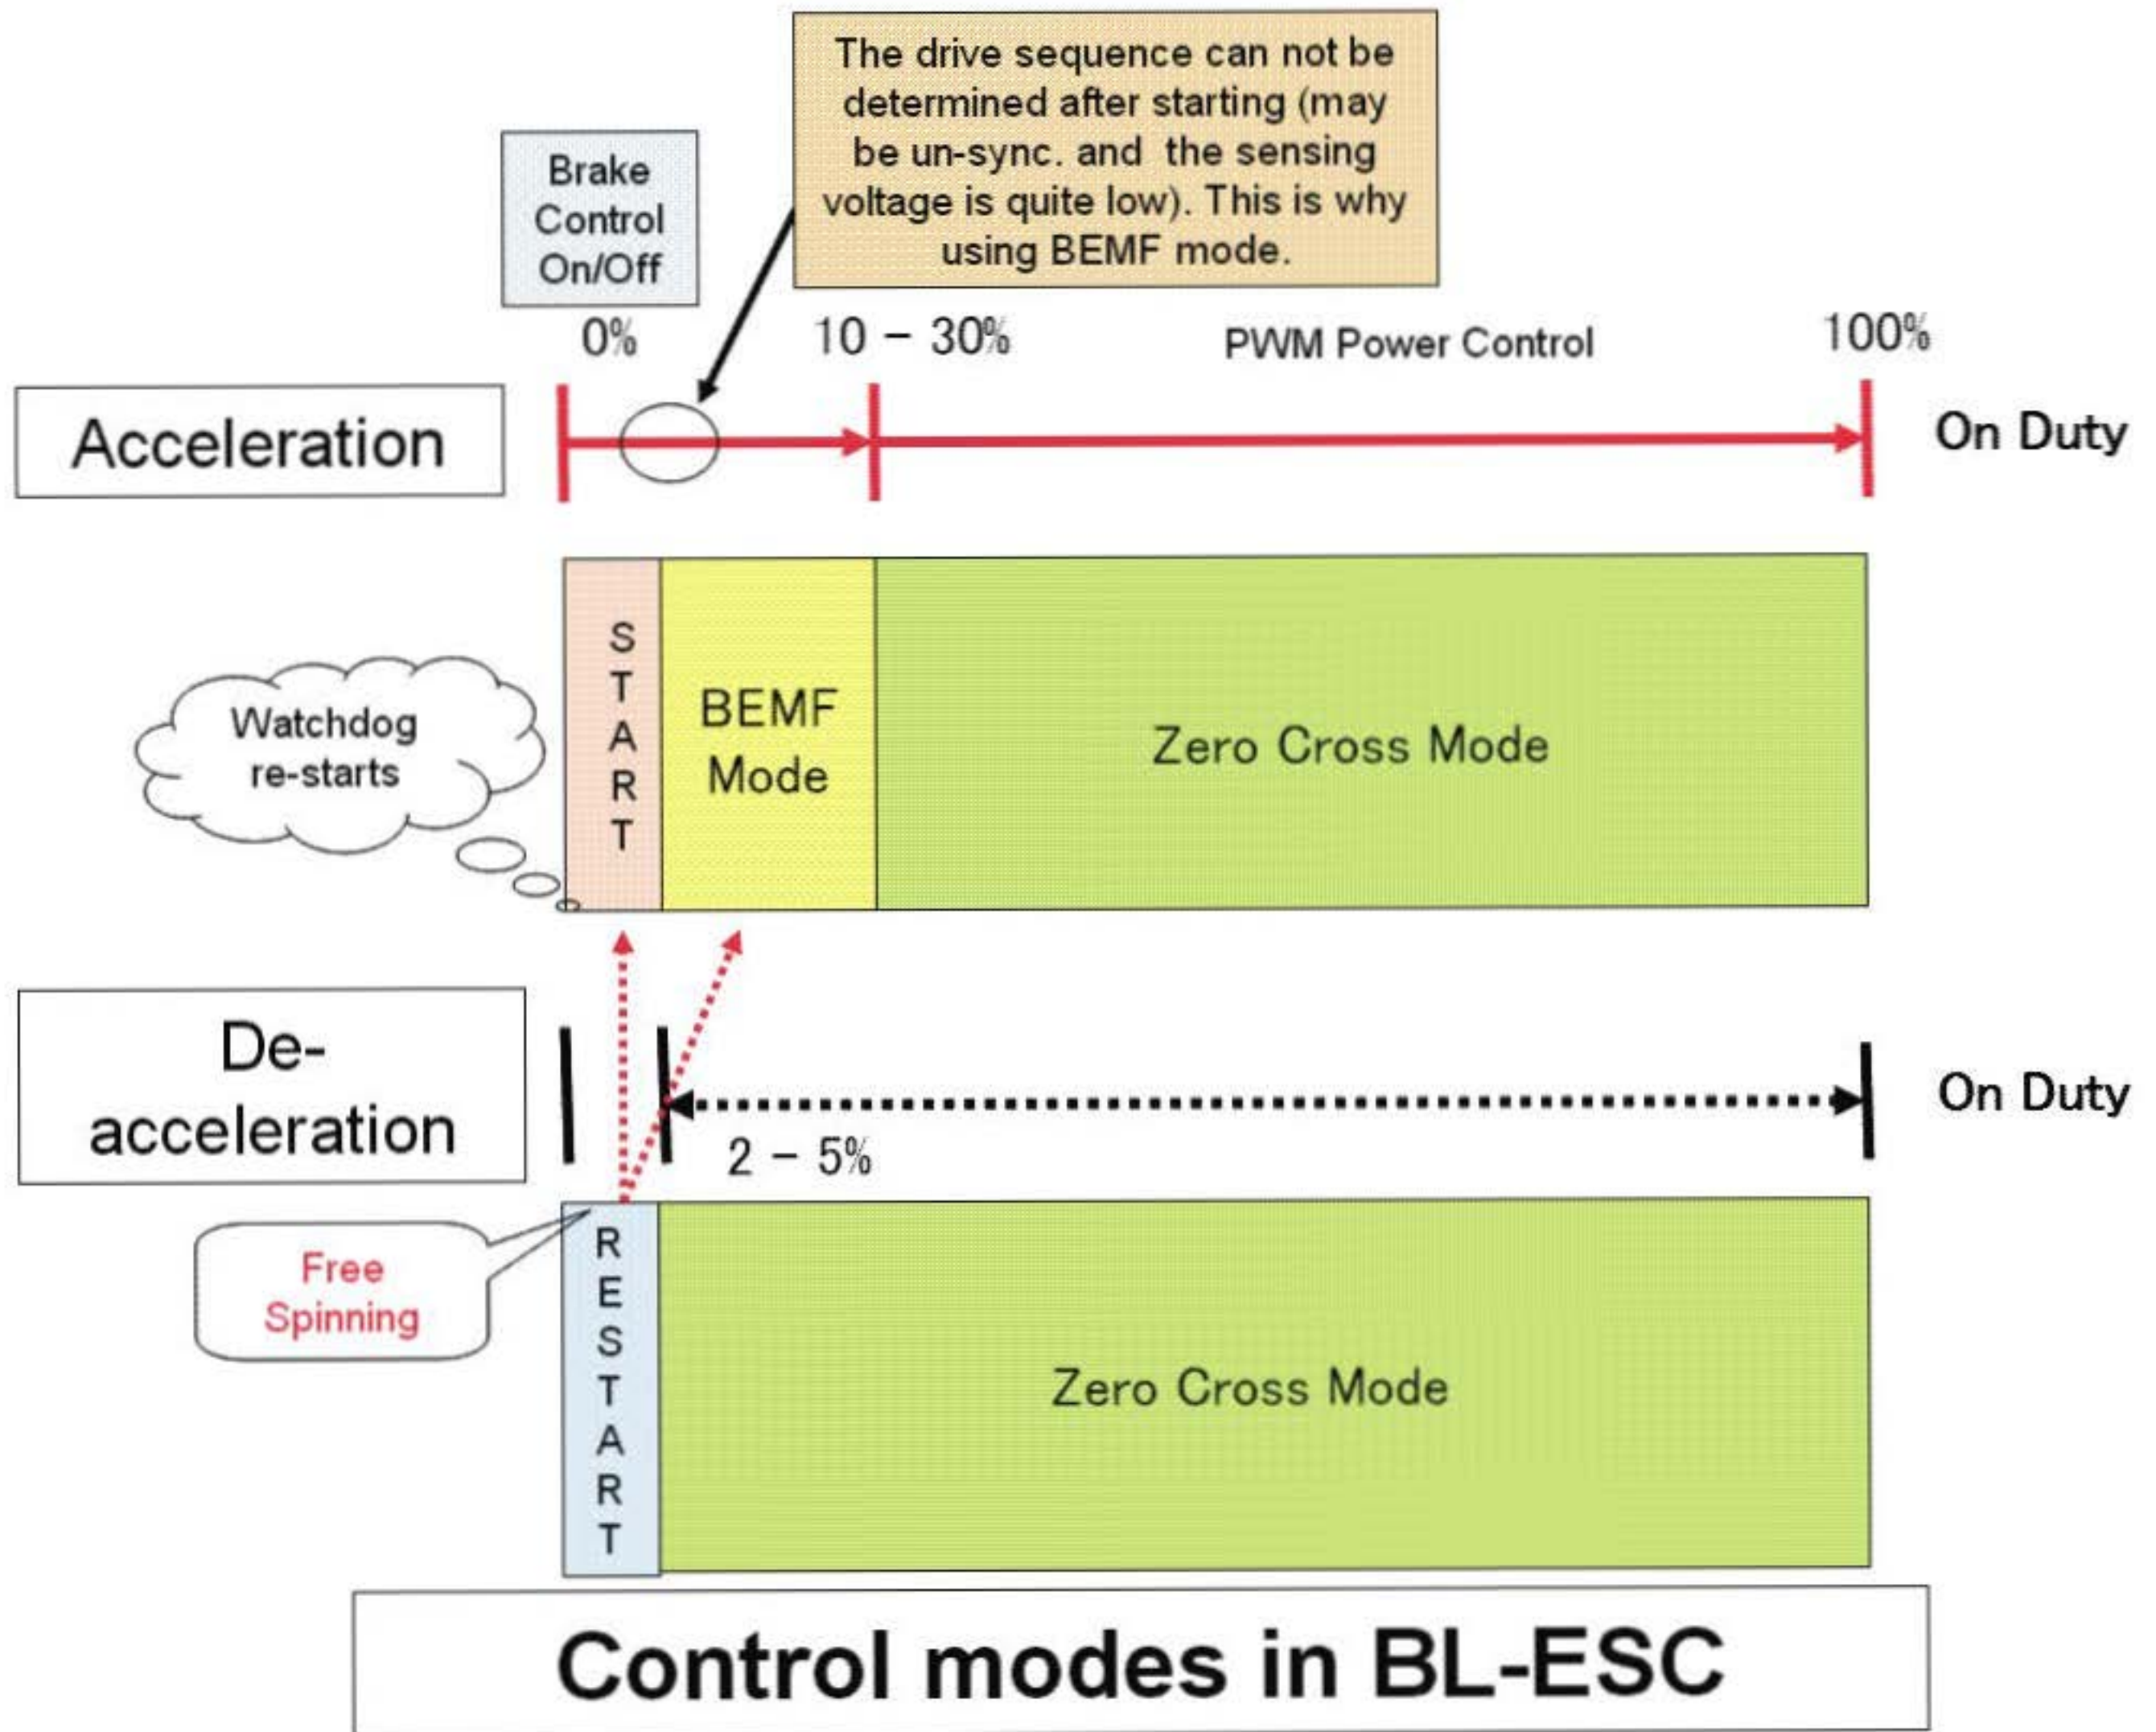 The drive sequence can not be
determined after starting (may
be un-sync. and the sensing
voltage is quite low). This is why
using BEMF mode.
Brake
Control
On/Off
0%
10 - 30%
PWM Power Control
100%
Acceleration
On Duty
START
BEMF
Mode
Zero Cross Mode
Watchdog
re-starts
De-
acceleration
2 - 5%
On Duty
Free
Spinning
RESTART
Zero Cross Mode
Control modes in BL-ESC